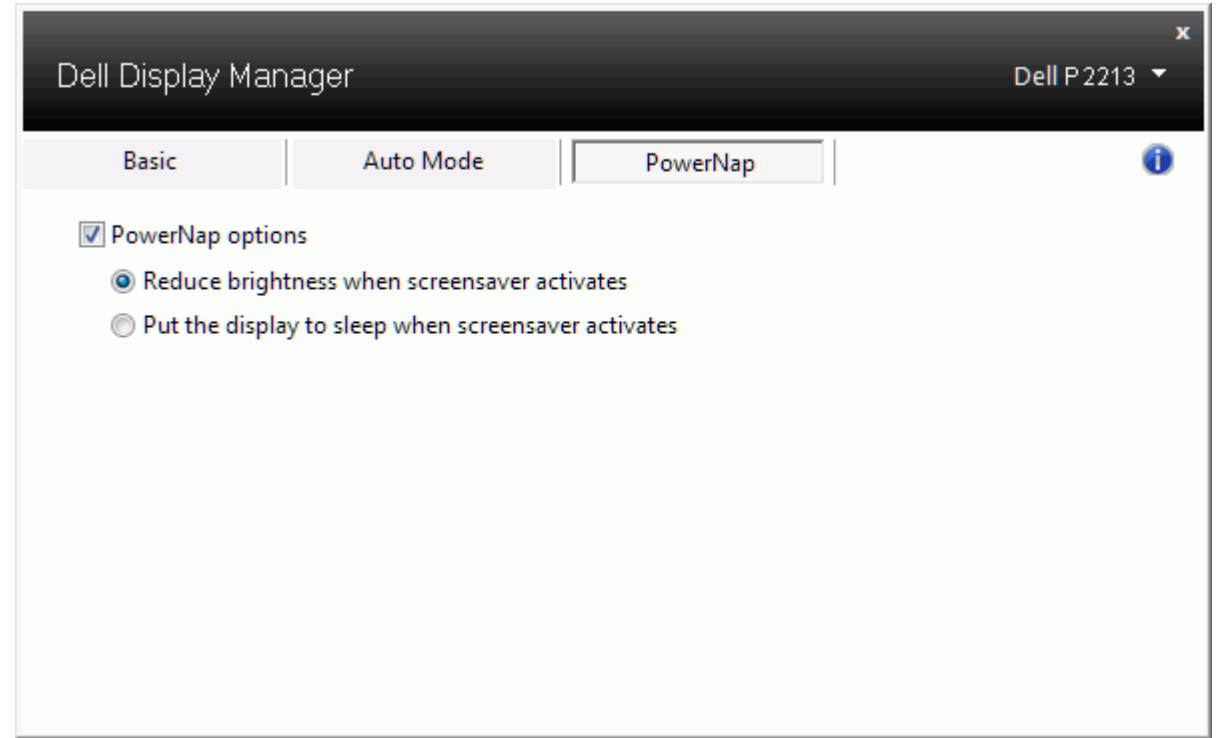 x
Dell Display Manager
Dell P2213
Basic
Auto Mode
PowerNap
PowerNap options
Reduce brightness when screensaver activates
Put the display to sleep when screensaver activates